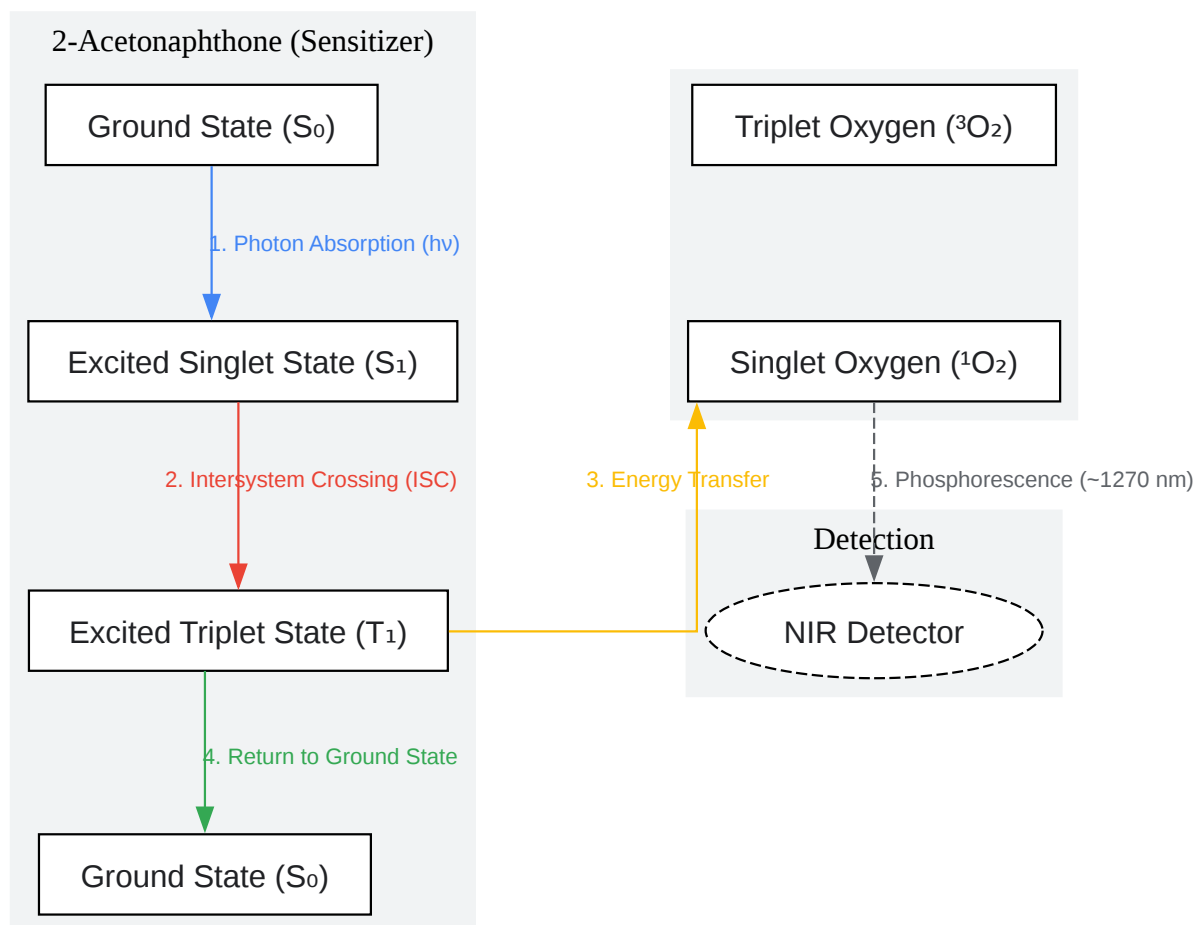 2-Acetonaphthone (Sensitizer)
Ground State (S₀)
1. Photon Absorption (hν)
Excited Singlet State (S₁)
2. Intersystem Crossing (ISC)
Excited Triplet State (T₁)
4. Return to Ground State
Ground State (S₀)
Triplet Oxygen (³O₂)
Singlet Oxygen (¹O₂)
3. Energy Transfer
5. Phosphorescence (~1270 nm)
Detection
NIR Detector